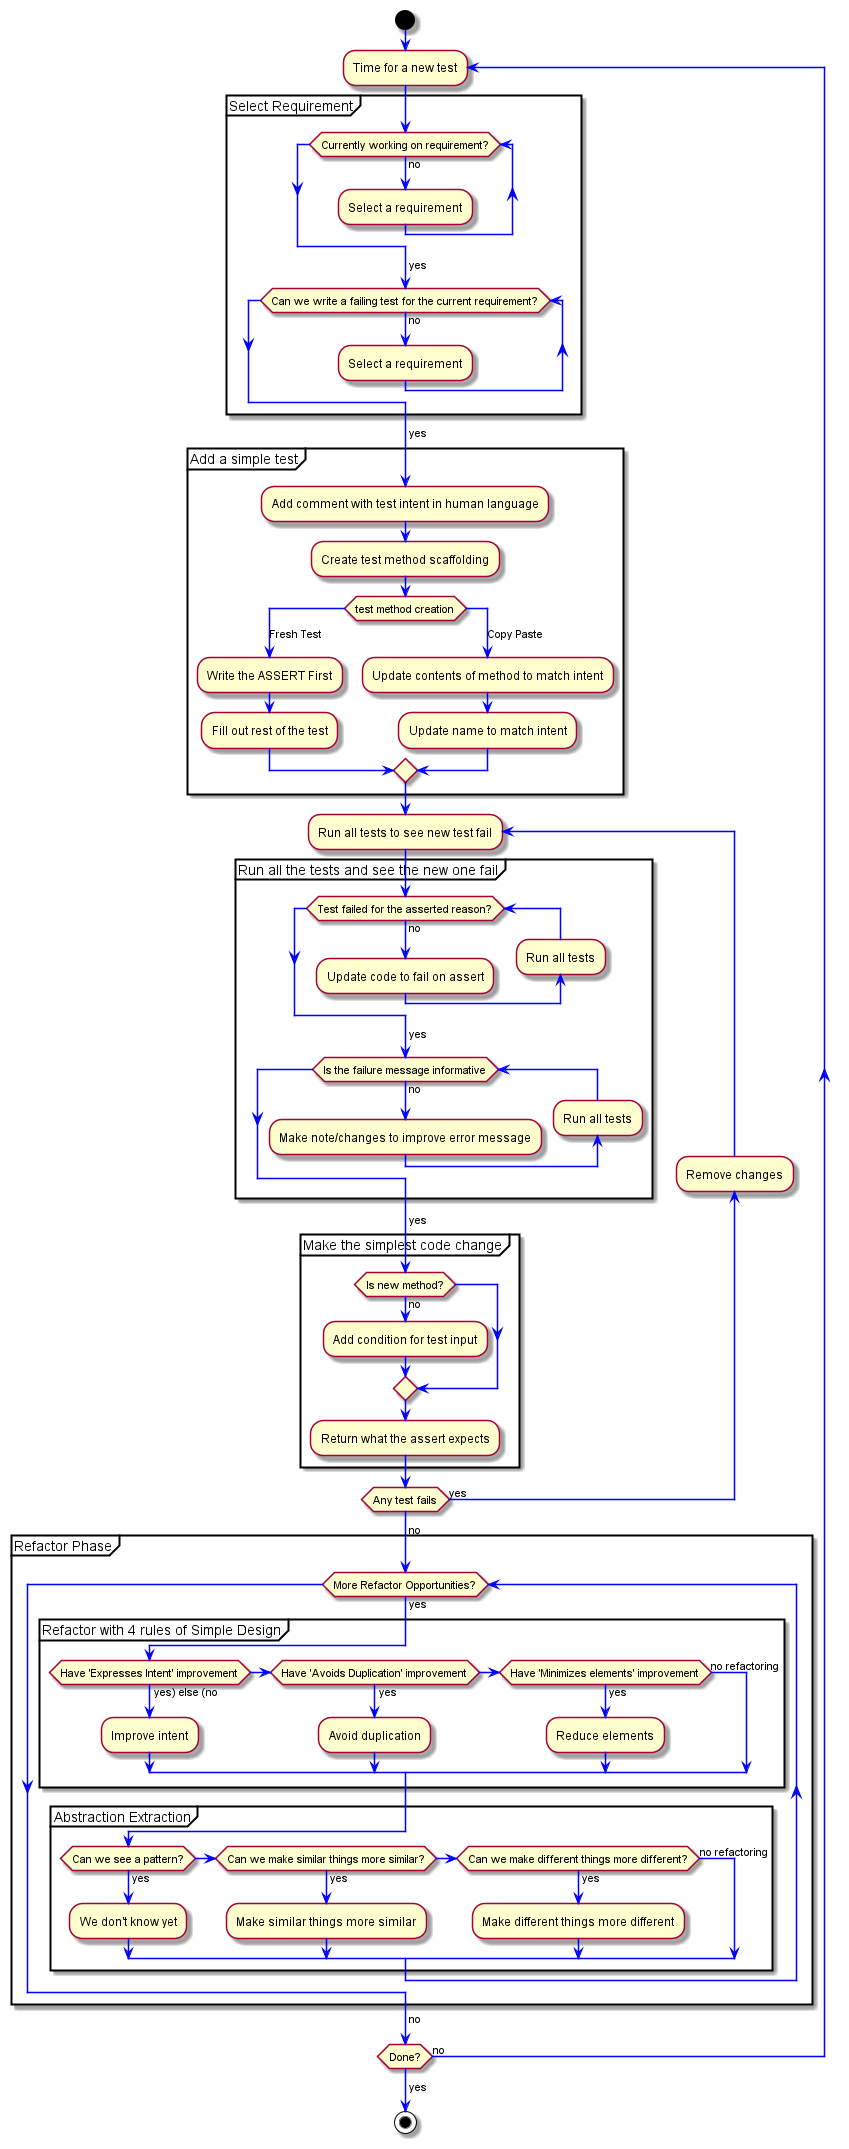 Time for a new test
Select Requirement
Currently working on requirement?
no
Select a requirement
yes
Can we write a failing test for the current requirement?
no
Select a requirement
yes
Add a simple test
Add comment with test intent in human language
Create test method scaffolding
test method creation
Fresh Test
Copy Paste
Write the ASSERT First
Update contents of method to match intent
Fill out rest of the test
Update name to match intent
Run all tests to see new test fail
Run all the tests and see the new one fail
Test failed for the asserted reason?
no
Run all tests
Update code to fail on assert
yes
Is the failure message informative
no
Run all tests
Make note/changes to improve error message
Remove changes
yes
Make the simplest code change
Is new method?
no
Add condition for test input
Return what the assert expects
Any test fails
yes
no
Refactor Phase
More Refactor Opportunities?
yes
Refactor with 4 rules of Simple Design
Have 'Expresses Intent' improvement
Have 'Avoids Duplication' improvement
Have 'Minimizes elements' improvement
no refactoring
yes) else (no
yes
yes
Improve intent
Avoid duplication
Reduce elements
Abstraction Extraction
Can we see a pattern?
Can we make similar things more similar?
Can we make different things more different?
no refactoring
yes
yes
yes
We don't know yet
Make similar things more similar
Make different things more different
no
Done?
no
yes